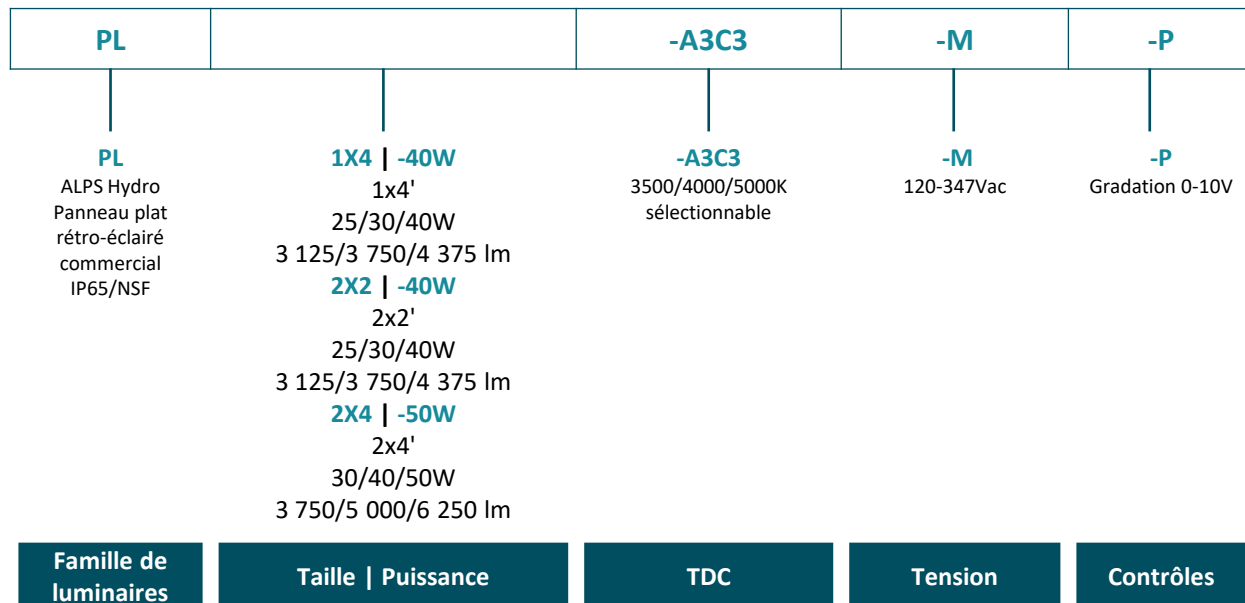 PL
-A3C3
-M
-P
PL
ALPS Hydro
Panneau plat
rétro-éclairé
commercial
IP65/NSF
1X4 | -40W
1x4'
25/30/40W
3 125/3 750/4 375 lm
2X2 | -40W
2x2'
25/30/40W
3 125/3 750/4 375 lm
2X4 | -50W
2x4'
30/40/50W
3 750/5 000/6 250 lm
-A3C3
3500/4000/5000K
sélectionnable
-M
120-347Vac
-P
Gradation 0-10V
Famille de
luminaires
Taille | Puissance
TDC
Tension
Contrôles